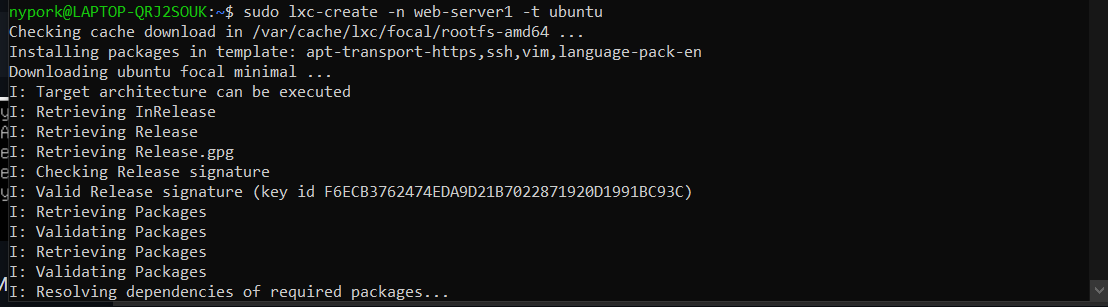 nypork@LAPTOP-QRJ2SOUK:~$ sudo lxc-create -n web-server1 -t ubuntu
Checking cache download in /var/cache/lxc/focal/rootfs-amd64 ...
Installing packages in template: apt-transport-https,ssh,vim,language-pack-en
Downloading ubuntu focal minimal ...
I: Target architecture can be executed
I: Retrieving InRelease
I: Retrieving Release
I: Retrieving Release.gpg
I: Checking Release signature
I: Valid Release signature (key id F6ECB3762474EDA9D21B7022871920D1991BC93C)
I: Retrieving Packages
I: Validating Packages
I: Retrieving Packages
I: Validating Packages
I: Resolving dependencies of required packages...